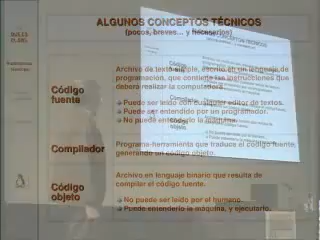 ALGUNOS CONCEPTOS TÉCNICOS
(pocos, breves... y necesarios)
Código fuente
Archivo de texto simple, escrito en un lenguaje de
programación, que contiene las instrucciones que
debera realizar la computadora.
Puede ser leído con cualquier editor de textos.
Puede ser entendido por un programador.
No puede entenderlo la máquina.
Compilador
Programa-herramienta que traduce el código fuente,
generando un código objeto.
Código objeto
Archivo en lenguaje binario que resulta de
compilar el código fuente.
No puede ser leído por el humano.
Puede entenderlo la máquina, y ejecutarlo.